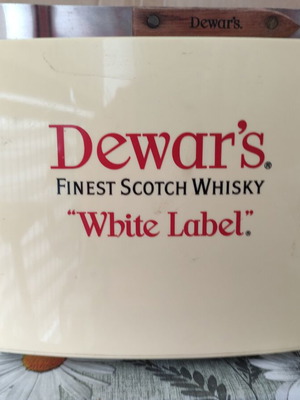 Dewar's.
Dewar's®
FINEST SCOTCH WHISKY
"White Label"®